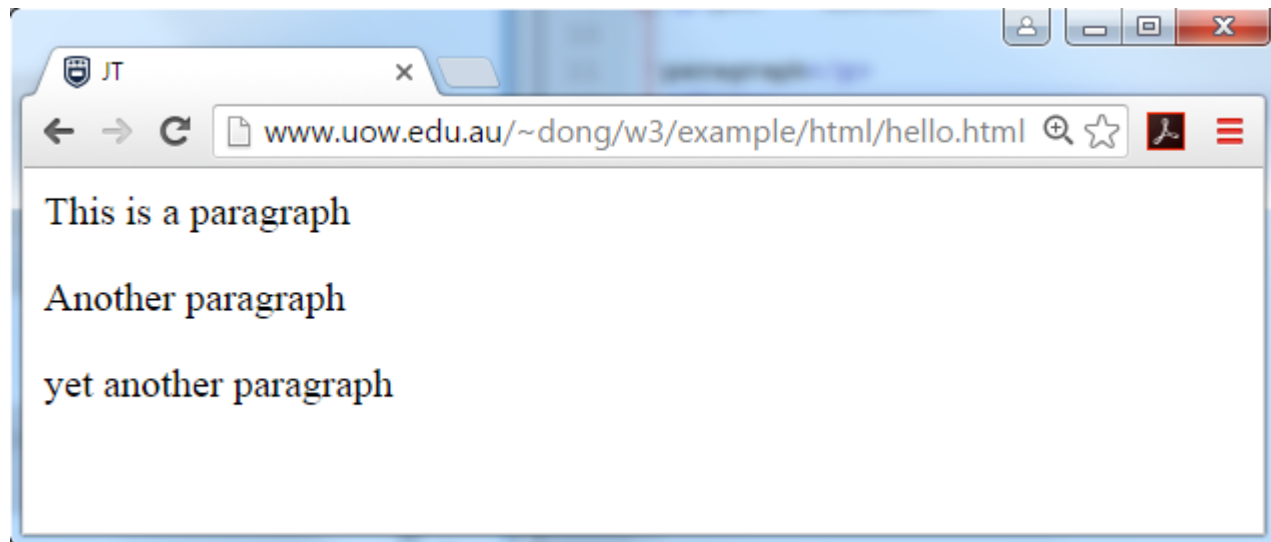 JT
www.uow.edu.au/~dong/w3/example/html/hello.html
This is a paragraph
Another paragraph
yet another paragraph